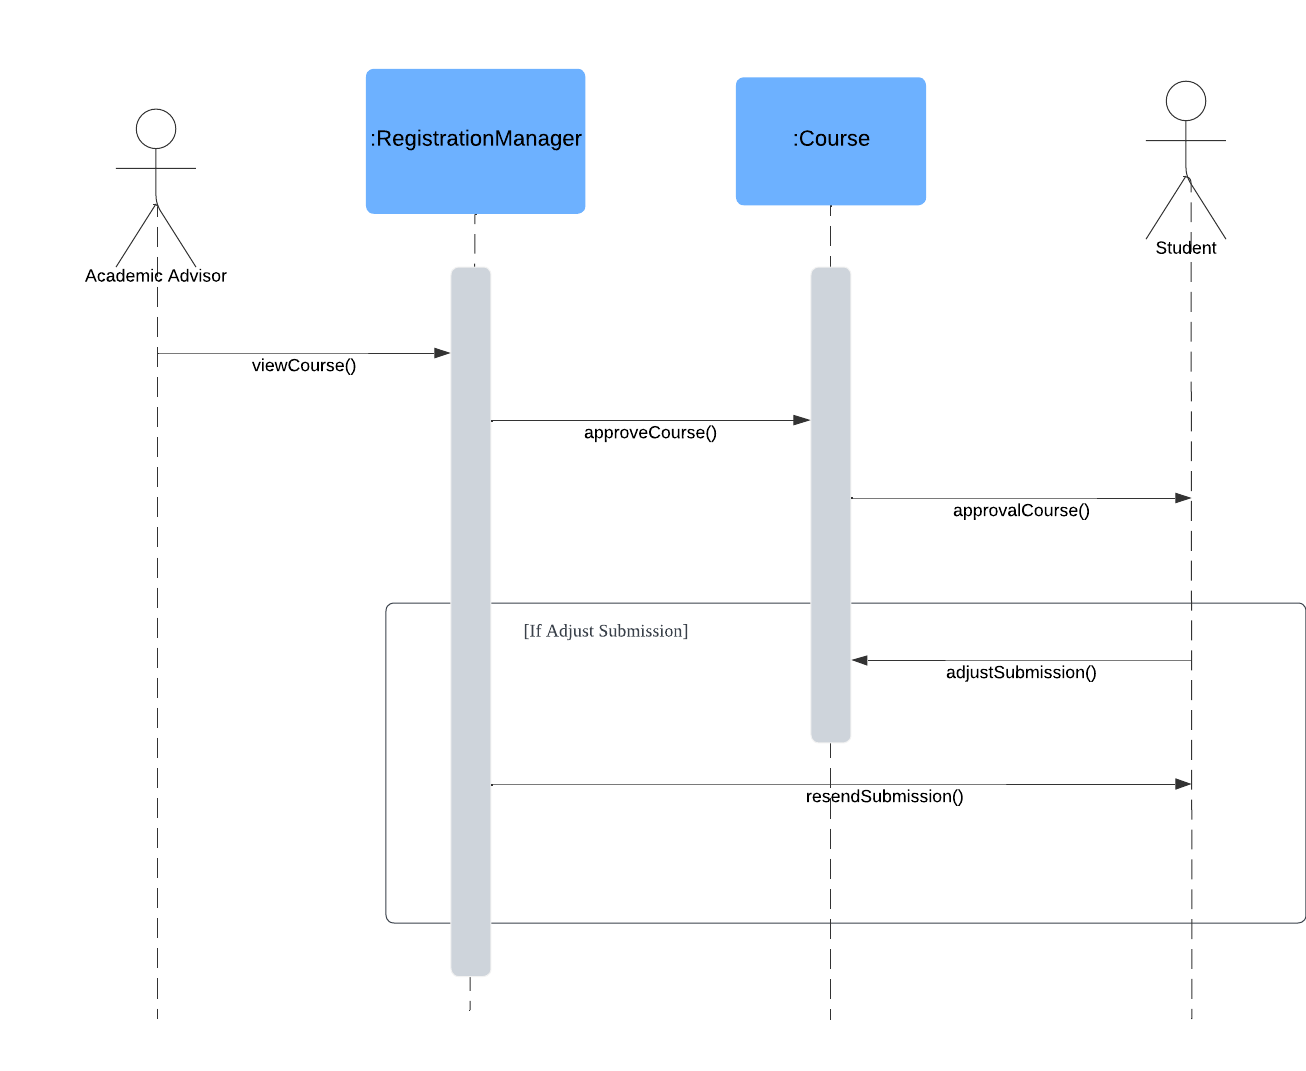 :RegistrationManager
:Course
Academic Advisor
Student
viewCourse()
approveCourse()
approvalCourse()
[If Adjust Submission]
adjustSubmission()
resendSubmission()